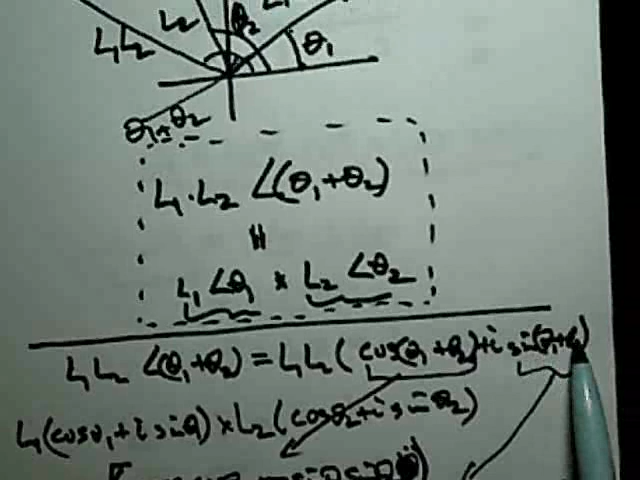 L₂ θ₂
L₁L₂ θ₁
θ₁+θ₂
L₁·L₂ ∠(θ₁+θ₂)
=
L₁ ∠θ₁ * L₂ ∠θ₂
L₁L₂ ∠(θ₁+θ₂) = L₁L₂(cos(θ₁+θ₂)+i sin(θ₁+θ₂)
L₁(cosθ₁+i sinθ₁)×L₂(cosθ₂+i sinθ₂)